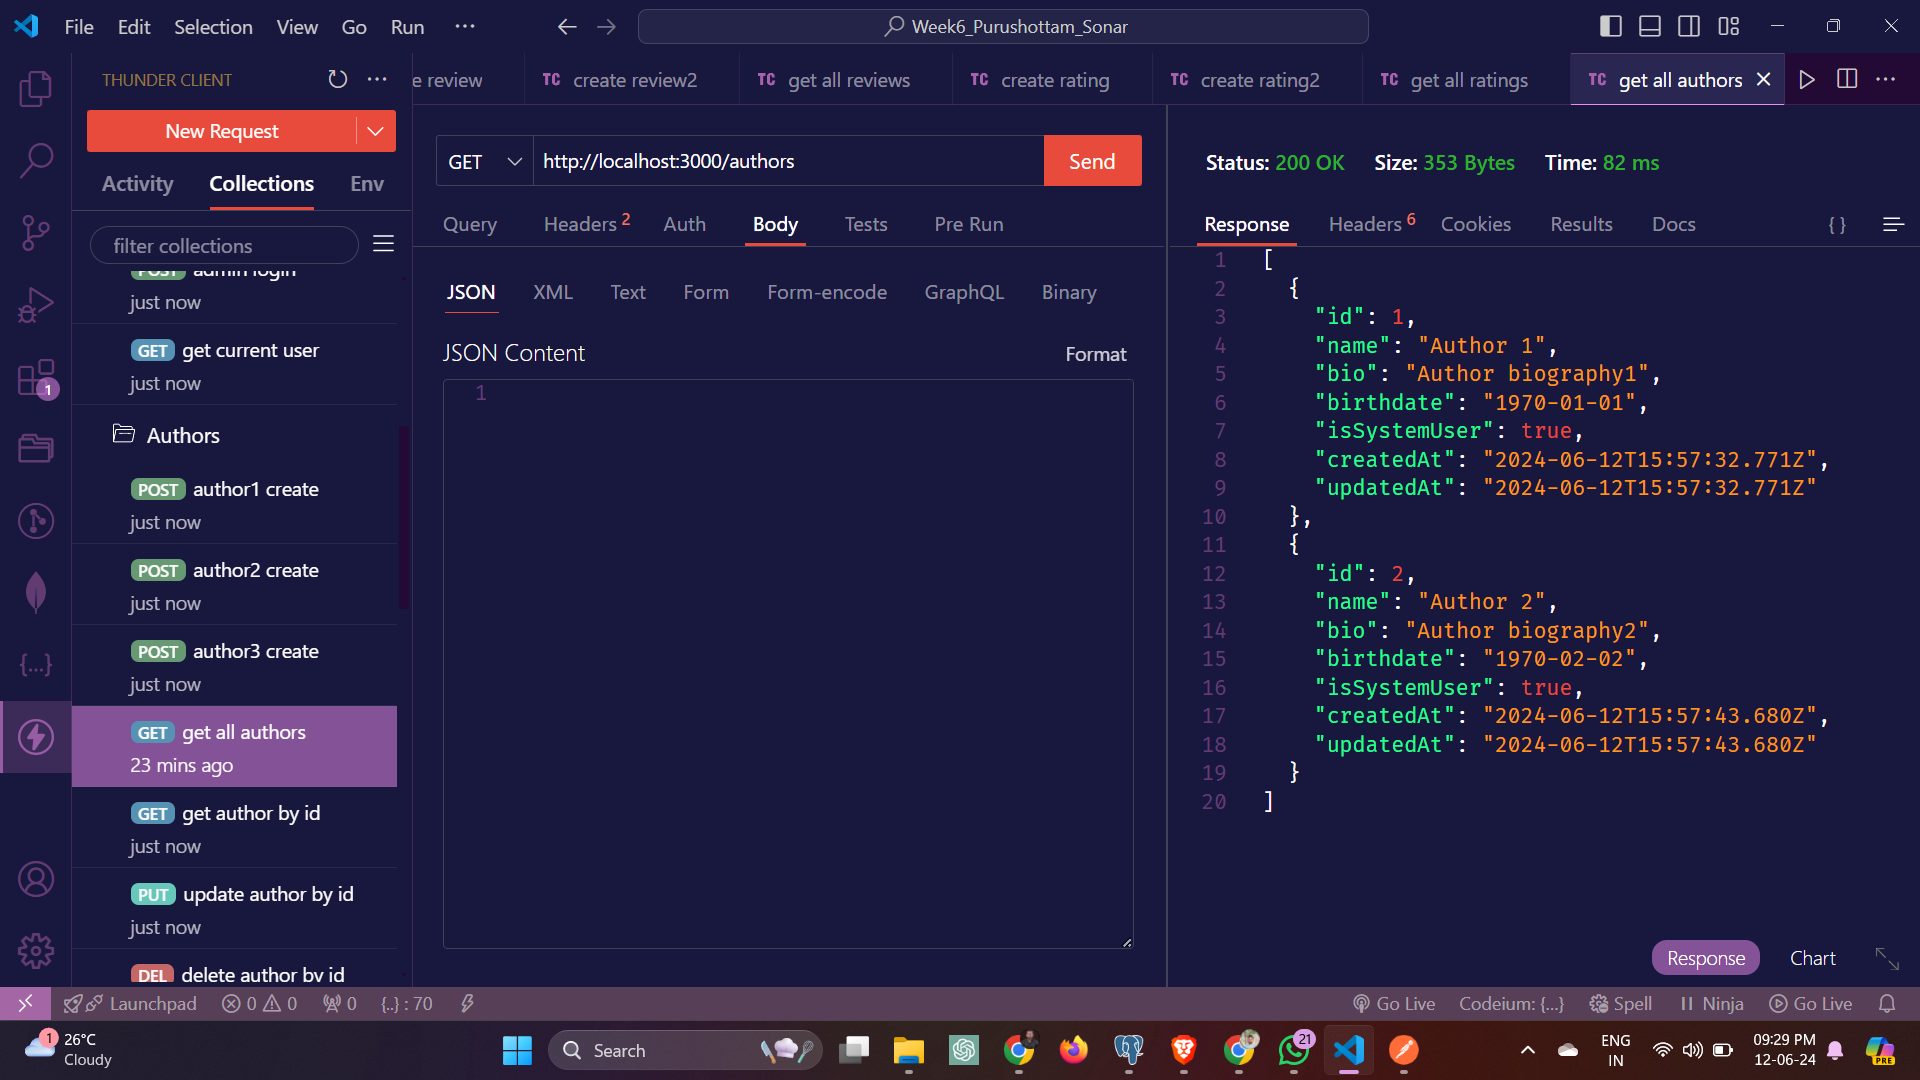 File Edit Selection View Go Run ...
Week6_Purushottam_Sonar
THUNDER CLIENT
New Request
Activity Collections Env
filter collections
POST admin login
just now
GET get current user
just now
Authors
POST author1 create
just now
POST author2 create
just now
POST author3 create
just now
GET get all authors
23 mins ago
GET get author by id
just now
PUT update author by id
just now
DEL delete author by id
e review TC create review2 TC get all reviews TC create rating TC create rating2 TC get all ratings TC get all authors
GET http://localhost:3000/authors Send
Query Headers 2 Auth Body Tests Pre Run
JSON XML Text Form Form-encode GraphQL Binary
JSON Content Format
1
Status: 200 OK Size: 353 Bytes Time: 82 ms
Response Headers 6 Cookies Results Docs { }
1 [
2 {
3 "id": 1,
4 "name": "Author 1",
5 "bio": "Author biography1",
6 "birthdate": "1970-01-01",
7 "isSystemUser": true,
8 "createdAt": "2024-06-12T15:57:32.771Z",
9 "updatedAt": "2024-06-12T15:57:32.771Z"
10 },
11 {
12 "id": 2,
13 "name": "Author 2",
14 "bio": "Author biography2",
15 "birthdate": "1970-02-02",
16 "isSystemUser": true,
17 "createdAt": "2024-06-12T15:57:43.680Z",
18 "updatedAt": "2024-06-12T15:57:43.680Z"
19 }
20 ]
Response Chart
1
{...}
Launchpad 0 0 0 {..} : 70 Go Live Codeium: {...} Spell Ninja Go Live
1 26°C
Cloudy
Search
21
ENG
IN
09:29 PM
12-06-24
PRE